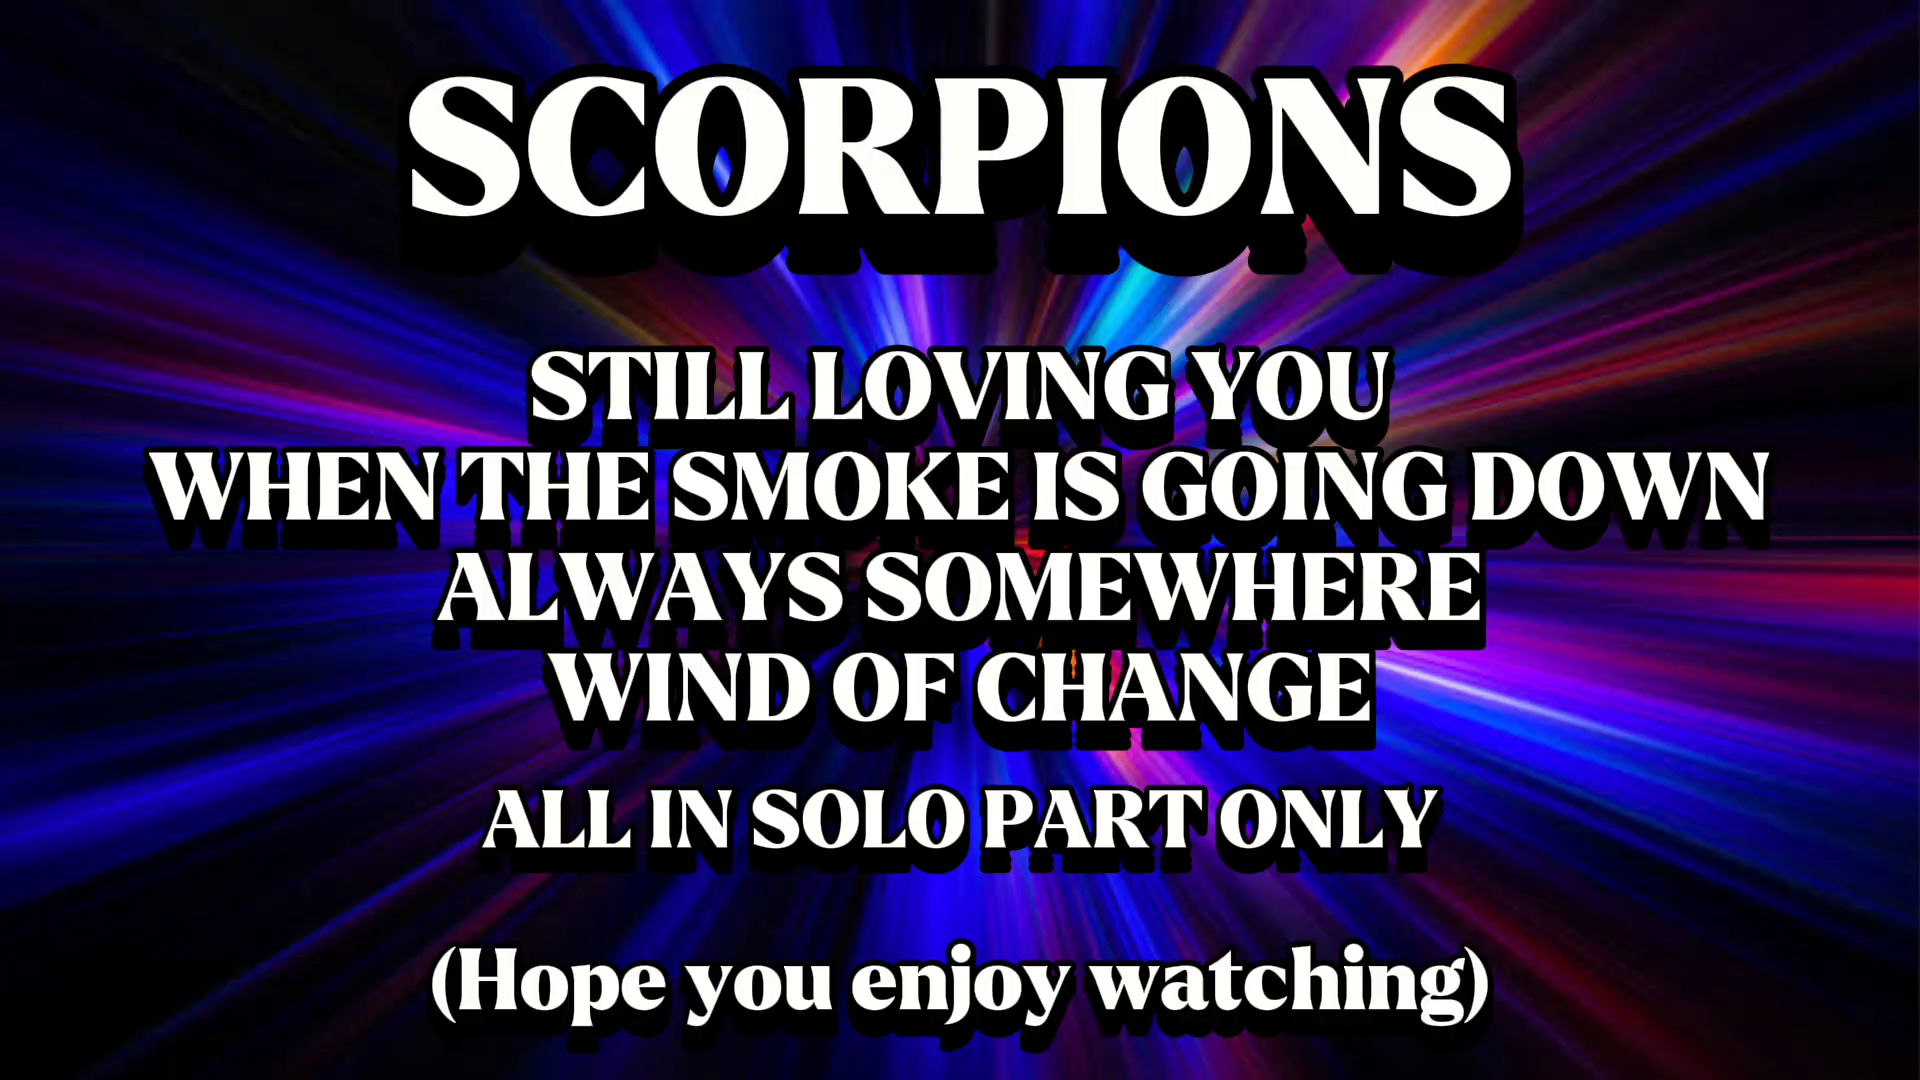 SCORPIONS
STILL LOVING YOU
WHEN THE SMOKE IS GOING DOWN
ALWAYS SOMEWHERE
WIND OF CHANGE
ALL IN SOLO PART ONLY
(Hope you enjoy watching)